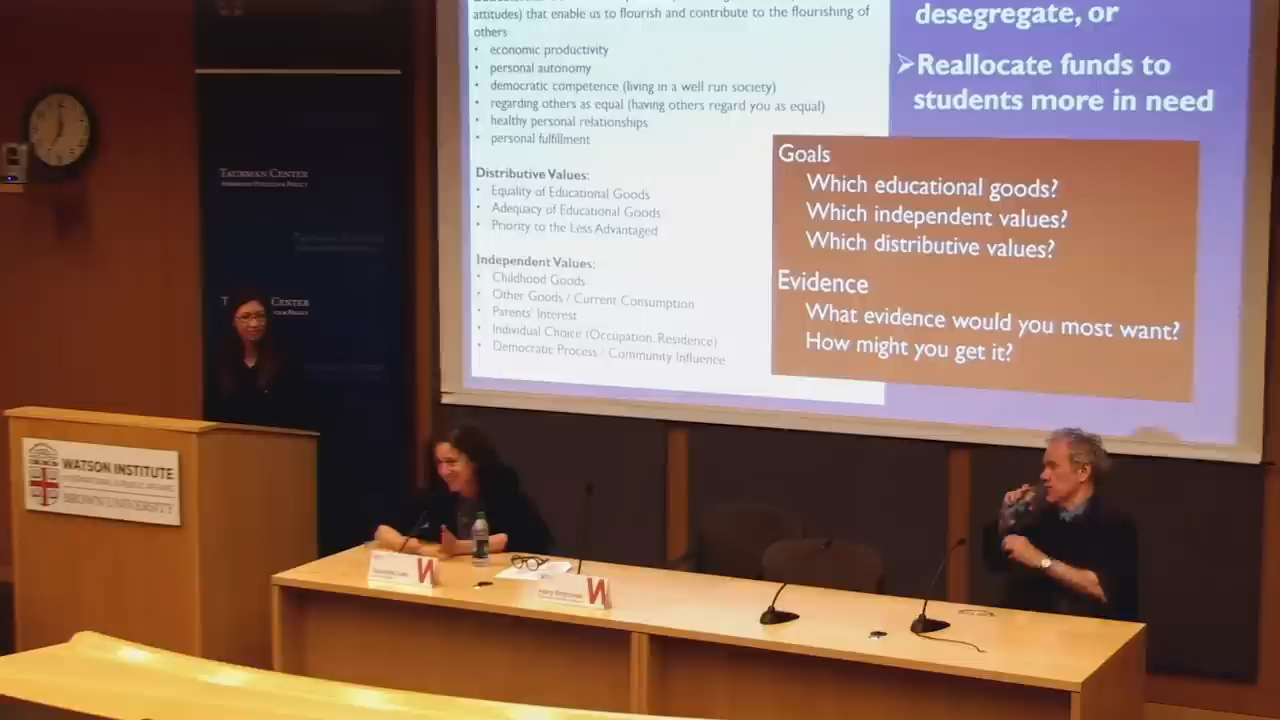 attitudes) that enable us to flourish and contribute to the flourishing of
others
• economic productivity
• personal autonomy
• democratic competence (living in a well run society)
• regarding others as equal (having others regard you as equal)
• healthy personal relationships
• personal fulfillment
Distributive Values:
• Equality of Educational Goods
• Adequacy of Educational Goods
• Priority to the Less Advantaged
Independent Values:
• Childhood Goods
• Other Goods / Current Consumption
• Parents' Interest
• Individual Choice (Occupation, Residence)
• Democratic Process / Community Influence
desegregate, or
➢Reallocate funds to
students more in need
Goals
Which educational goods?
Which independent values?
Which distributive values?
Evidence
What evidence would you most want?
How might you get it?
TAUBMAN CENTER
CENTER
WATSON INSTITUTE
BROWN UNIVERSITY
W
Harry
W